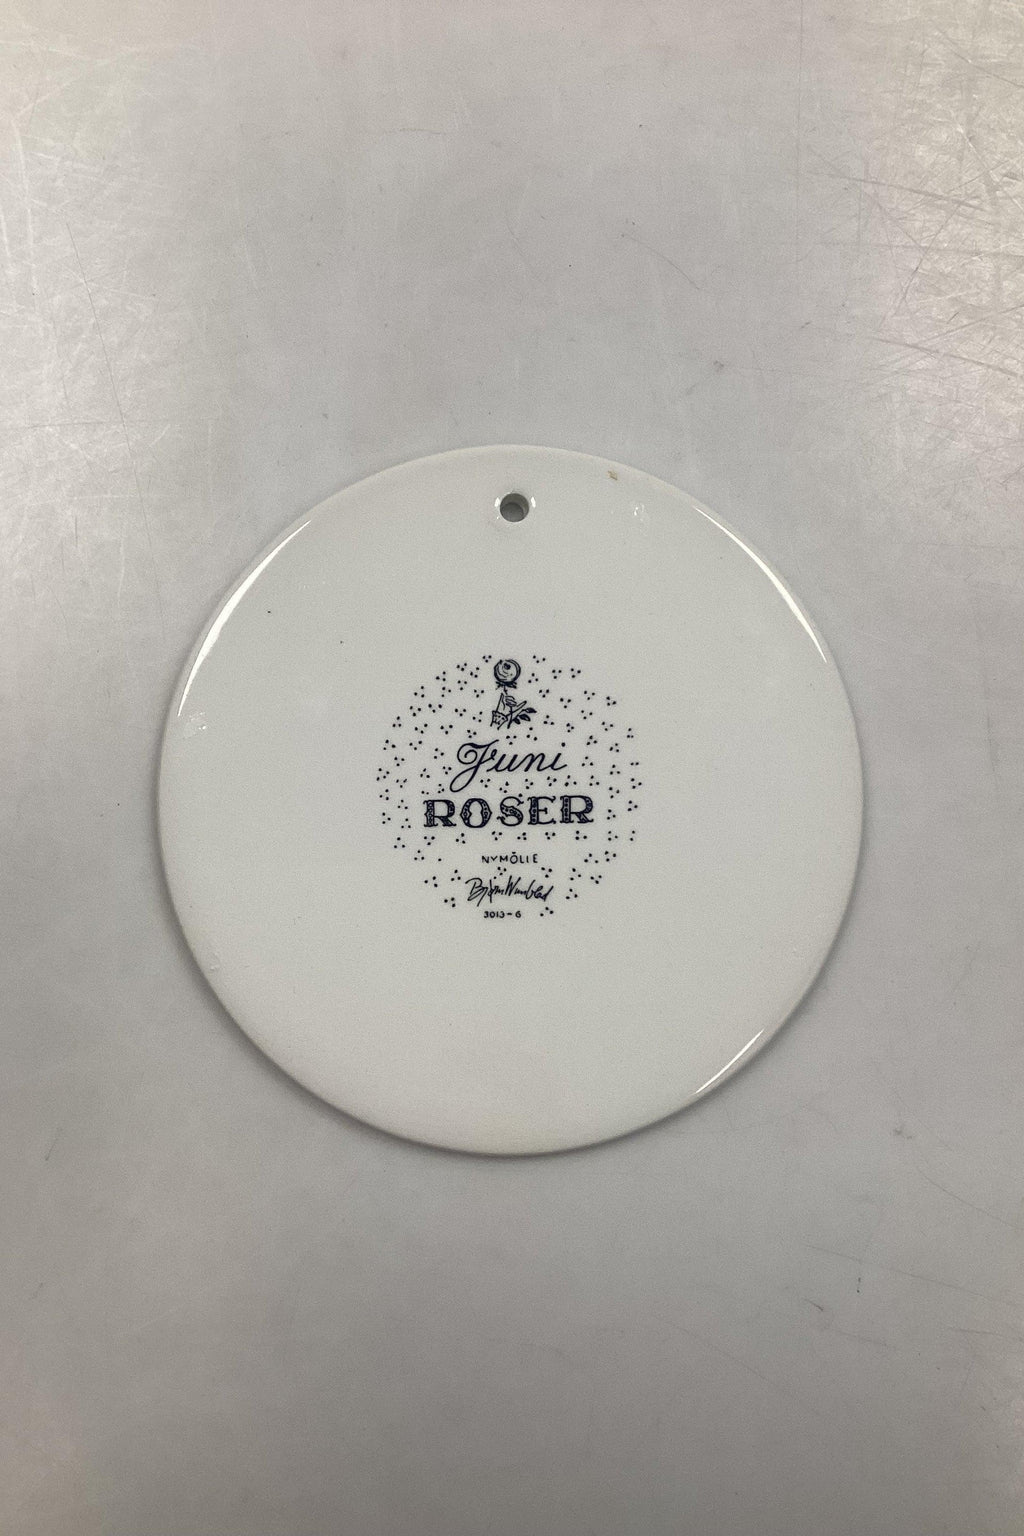 Juni
ROSER
NYMÖLLE
Bjørn Wiinblad
3013-6